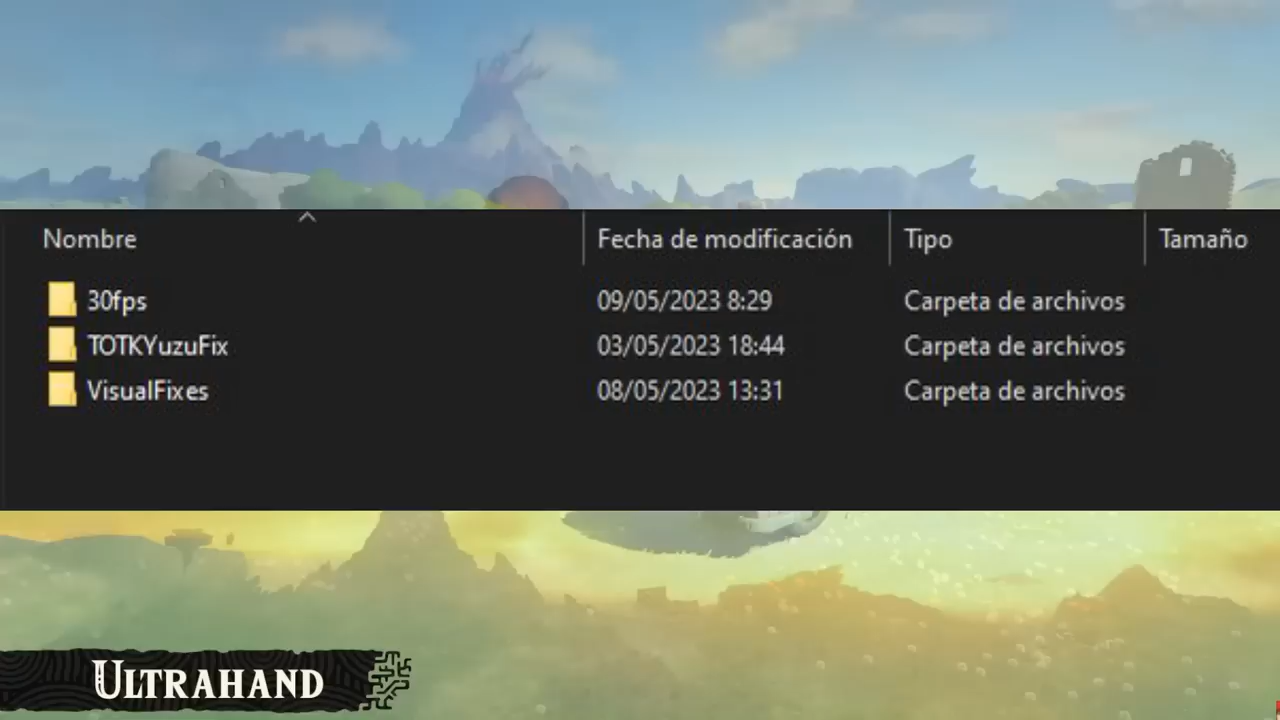 Nombre Fecha de modificación Tipo Tamaño
30fps 09/05/2023 8:29 Carpeta de archivos
TOTKYuzuFix 03/05/2023 18:44 Carpeta de archivos
VisualFixes 08/05/2023 13:31 Carpeta de archivos
ULTRAHAND